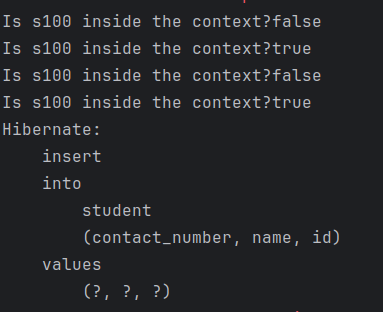 Is s100 inside the context?false
Is s100 inside the context?true
Is s100 inside the context?false
Is s100 inside the context?true
Hibernate:
    insert
    into
        student
        (contact_number, name, id)
    values
        (?, ?, ?)